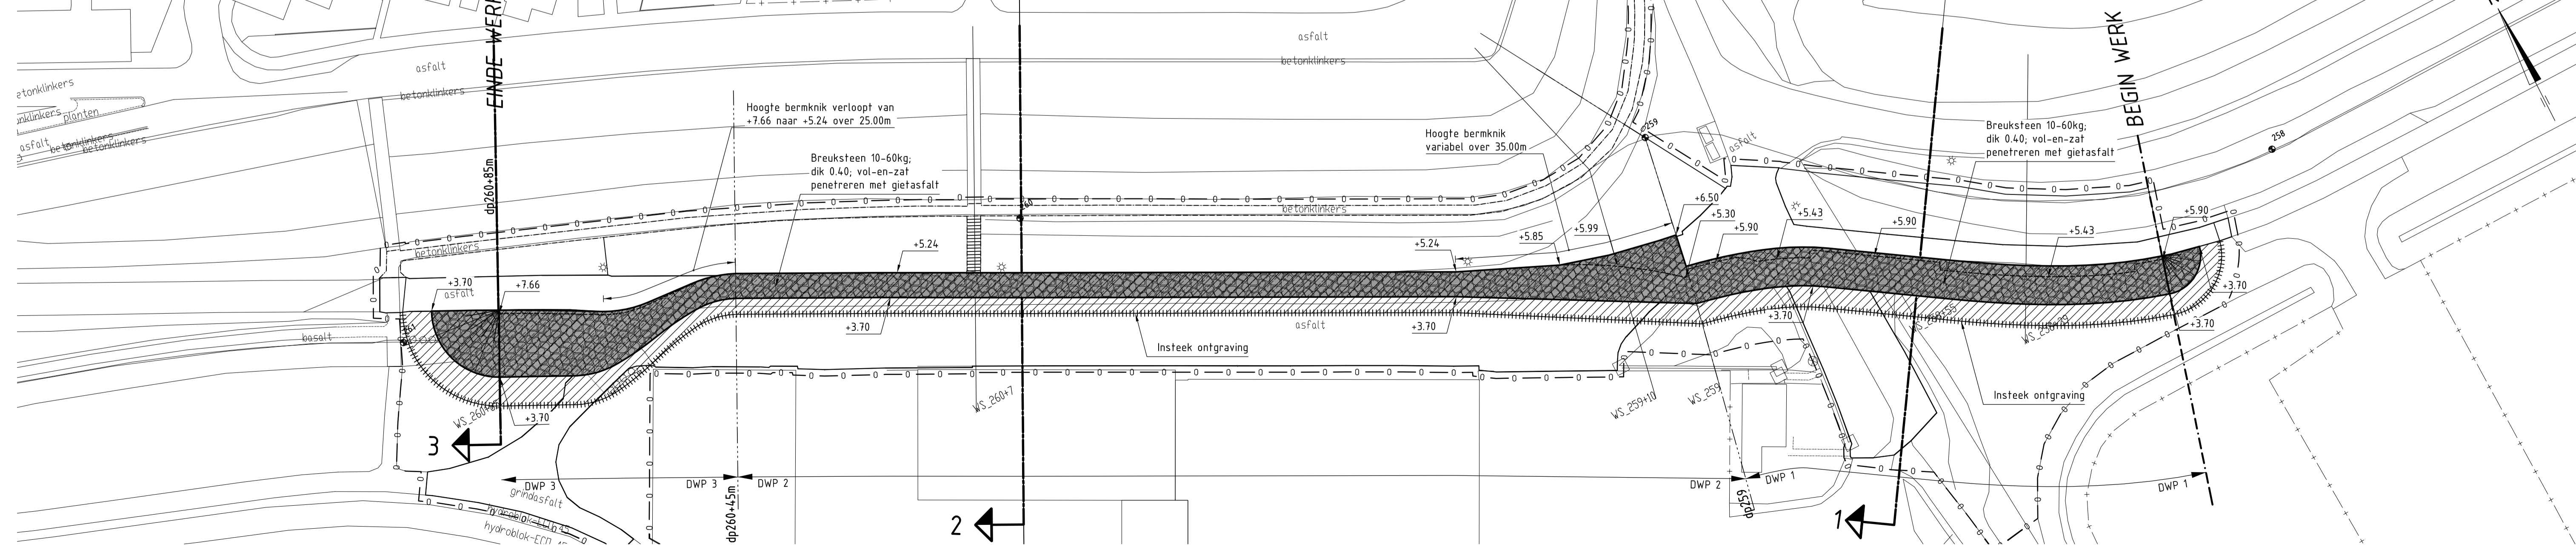 EINDE WERK
dp260+85m
asfalt
betonklinkers
etonklinkers
planten
asfalt
betonklinkers
betonklinkers
Hoogte bermknik verloopt van
+7.66 naar +5.24 over 25.00m
Breuksteen 10-60kg;
dik 0.40; vol-en-zat
penetreren met gietasfalt
asfalt
betonklinkers
betonklinkers
betonklinkers
Hoogte bermknik
variabel over 35.00m
259
asfalt
BEGIN WERK
Breuksteen 10-60kg;
dik 0.40; vol-en-zat
penetreren met gietasfalt
258
+3.70
asfalt
+7.66
+5.24
+5.24
+5.85
+5.99
+6.50
+5.30
+5.90
+5.43
+5.90
+5.43
+5.90
+3.70
+3.70
basalt
+3.70
+3.70
asfalt
+3.70
Insteek ontgraving
Insteek ontgraving
+3.70
WS_260+7
WS_259+10
WS_259
3
2
1
DWP 3
DWP 3
DWP 2
DWP 2
DWP 1
DWP 1
dp260+45m
dp259
grindasfalt
hydroblok-ECO 45